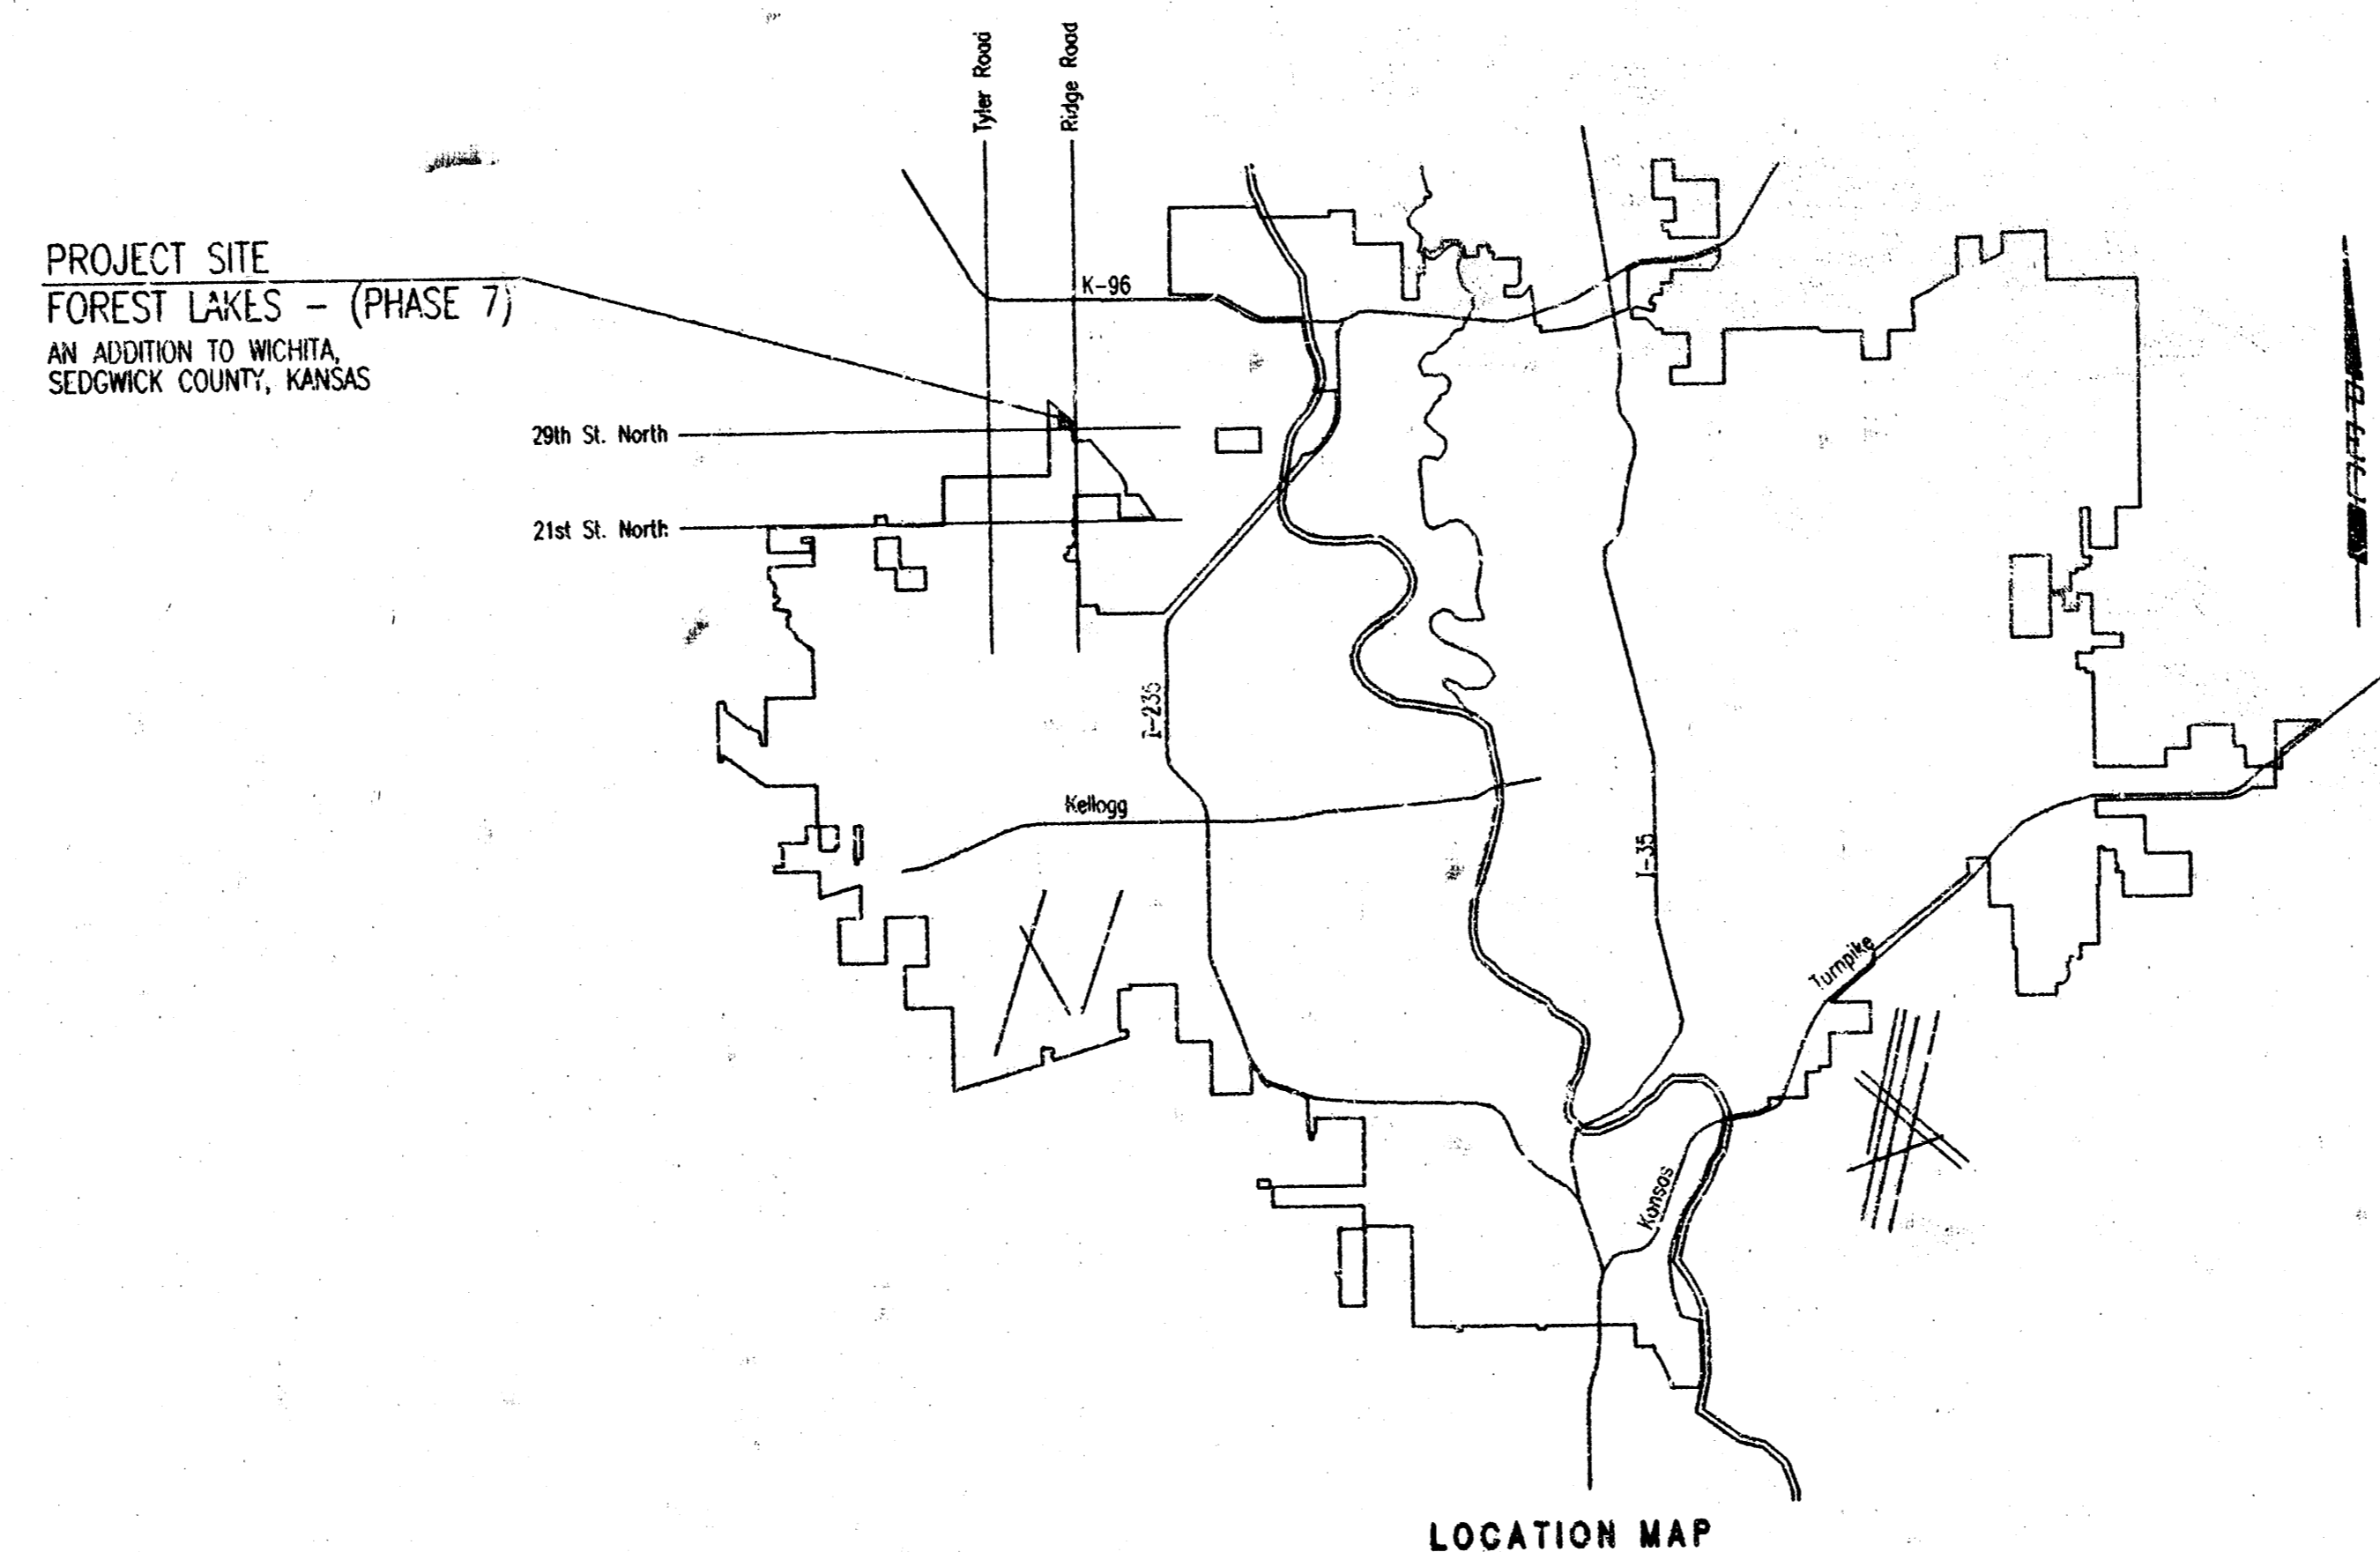 Tyler Road
Ridge Road
PROJECT SITE
FOREST LAKES - (PHASE 7)
AN ADDITION TO WICHITA,
SEDGWICK COUNTY, KANSAS
K-96
29th St. North
21st St. North
I-235
Kellogg
I-35
Turnpike
Kansas
LOCATION MAP